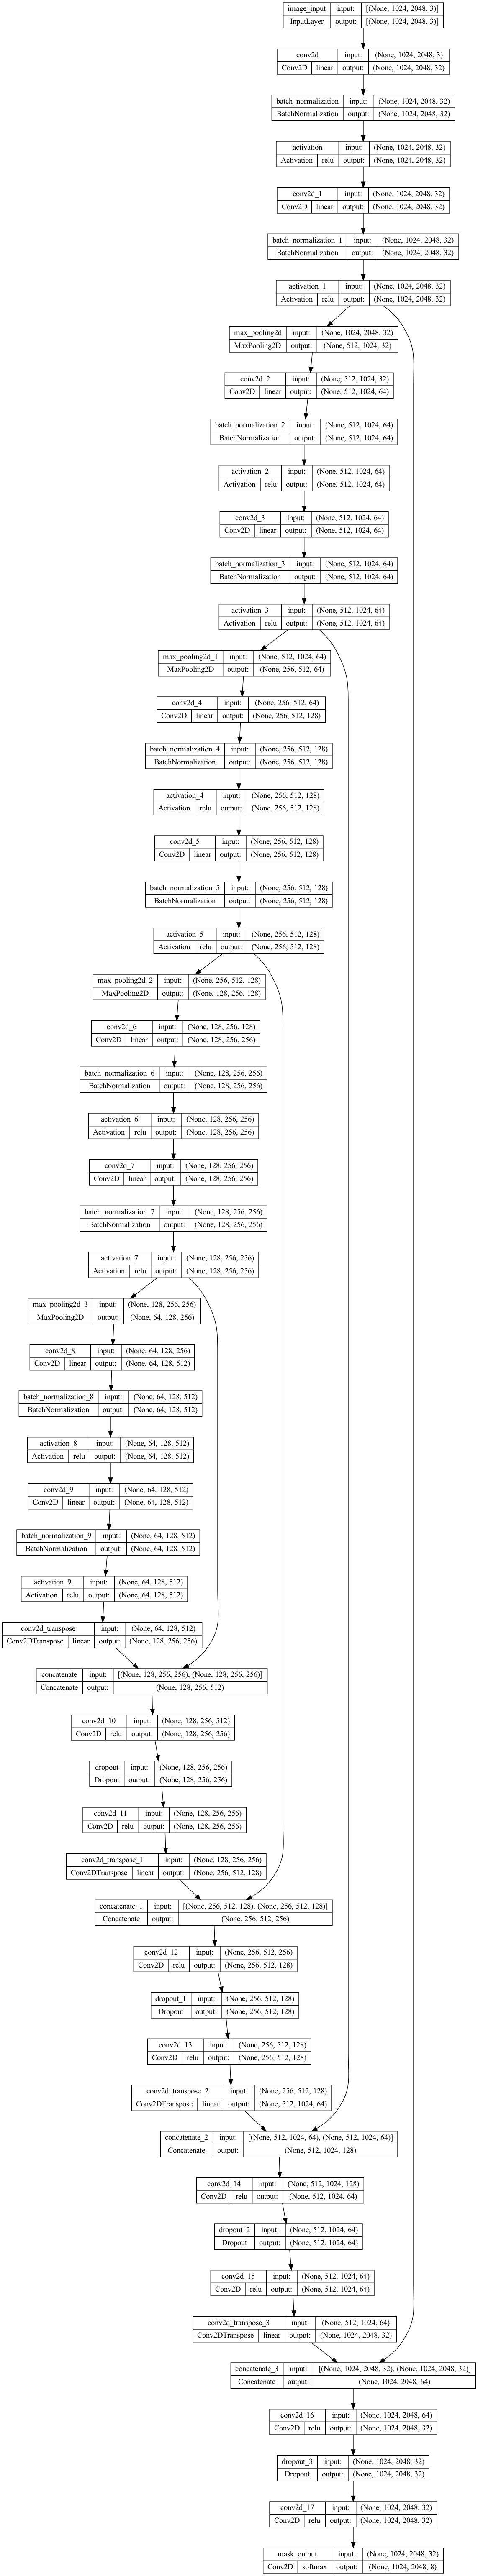 image_input input: [(None, 1024, 2048, 3)]
InputLayer output: [(None, 1024, 2048, 3)]
conv2d input: (None, 1024, 2048, 3)
Conv2D linear output: (None, 1024, 2048, 32)
batch_normalization input: (None, 1024, 2048, 32)
BatchNormalization output: (None, 1024, 2048, 32)
activation input: (None, 1024, 2048, 32)
Activation relu output: (None, 1024, 2048, 32)
conv2d_1 input: (None, 1024, 2048, 32)
Conv2D linear output: (None, 1024, 2048, 32)
batch_normalization_1 input: (None, 1024, 2048, 32)
BatchNormalization output: (None, 1024, 2048, 32)
activation_1 input: (None, 1024, 2048, 32)
Activation relu output: (None, 1024, 2048, 32)
max_pooling2d input: (None, 1024, 2048, 32)
MaxPooling2D output: (None, 512, 1024, 32)
conv2d_2 input: (None, 512, 1024, 32)
Conv2D linear output: (None, 512, 1024, 64)
batch_normalization_2 input: (None, 512, 1024, 64)
BatchNormalization output: (None, 512, 1024, 64)
activation_2 input: (None, 512, 1024, 64)
Activation relu output: (None, 512, 1024, 64)
conv2d_3 input: (None, 512, 1024, 64)
Conv2D linear output: (None, 512, 1024, 64)
batch_normalization_3 input: (None, 512, 1024, 64)
BatchNormalization output: (None, 512, 1024, 64)
activation_3 input: (None, 512, 1024, 64)
Activation relu output: (None, 512, 1024, 64)
max_pooling2d_1 input: (None, 512, 1024, 64)
MaxPooling2D output: (None, 256, 512, 64)
conv2d_4 input: (None, 256, 512, 64)
Conv2D linear output: (None, 256, 512, 128)
batch_normalization_4 input: (None, 256, 512, 128)
BatchNormalization output: (None, 256, 512, 128)
activation_4 input: (None, 256, 512, 128)
Activation relu output: (None, 256, 512, 128)
conv2d_5 input: (None, 256, 512, 128)
Conv2D linear output: (None, 256, 512, 128)
batch_normalization_5 input: (None, 256, 512, 128)
BatchNormalization output: (None, 256, 512, 128)
activation_5 input: (None, 256, 512, 128)
Activation relu output: (None, 256, 512, 128)
max_pooling2d_2 input: (None, 256, 512, 128)
MaxPooling2D output: (None, 128, 256, 128)
conv2d_6 input: (None, 128, 256, 128)
Conv2D linear output: (None, 128, 256, 256)
batch_normalization_6 input: (None, 128, 256, 256)
BatchNormalization output: (None, 128, 256, 256)
activation_6 input: (None, 128, 256, 256)
Activation relu output: (None, 128, 256, 256)
conv2d_7 input: (None, 128, 256, 256)
Conv2D linear output: (None, 128, 256, 256)
batch_normalization_7 input: (None, 128, 256, 256)
BatchNormalization output: (None, 128, 256, 256)
activation_7 input: (None, 128, 256, 256)
Activation relu output: (None, 128, 256, 256)
max_pooling2d_3 input: (None, 128, 256, 256)
MaxPooling2D output: (None, 64, 128, 256)
conv2d_8 input: (None, 64, 128, 256)
Conv2D linear output: (None, 64, 128, 512)
batch_normalization_8 input: (None, 64, 128, 512)
BatchNormalization output: (None, 64, 128, 512)
activation_8 input: (None, 64, 128, 512)
Activation relu output: (None, 64, 128, 512)
conv2d_9 input: (None, 64, 128, 512)
Conv2D linear output: (None, 64, 128, 512)
batch_normalization_9 input: (None, 64, 128, 512)
BatchNormalization output: (None, 64, 128, 512)
activation_9 input: (None, 64, 128, 512)
Activation relu output: (None, 64, 128, 512)
conv2d_transpose input: (None, 64, 128, 512)
Conv2DTranspose linear output: (None, 128, 256, 256)
concatenate input: [(None, 128, 256, 256), (None, 128, 256, 256)]
Concatenate output: (None, 128, 256, 512)
conv2d_10 input: (None, 128, 256, 512)
Conv2D relu output: (None, 128, 256, 256)
dropout input: (None, 128, 256, 256)
Dropout output: (None, 128, 256, 256)
conv2d_11 input: (None, 128, 256, 256)
Conv2D relu output: (None, 128, 256, 256)
conv2d_transpose_1 input: (None, 128, 256, 256)
Conv2DTranspose linear output: (None, 256, 512, 128)
concatenate_1 input: [(None, 256, 512, 128), (None, 256, 512, 128)]
Concatenate output: (None, 256, 512, 256)
conv2d_12 input: (None, 256, 512, 256)
Conv2D relu output: (None, 256, 512, 128)
dropout_1 input: (None, 256, 512, 128)
Dropout output: (None, 256, 512, 128)
conv2d_13 input: (None, 256, 512, 128)
Conv2D relu output: (None, 256, 512, 128)
conv2d_transpose_2 input: (None, 256, 512, 128)
Conv2DTranspose linear output: (None, 512, 1024, 64)
concatenate_2 input: [(None, 512, 1024, 64), (None, 512, 1024, 64)]
Concatenate output: (None, 512, 1024, 128)
conv2d_14 input: (None, 512, 1024, 128)
Conv2D relu output: (None, 512, 1024, 64)
dropout_2 input: (None, 512, 1024, 64)
Dropout output: (None, 512, 1024, 64)
conv2d_15 input: (None, 512, 1024, 64)
Conv2D relu output: (None, 512, 1024, 64)
conv2d_transpose_3 input: (None, 512, 1024, 64)
Conv2DTranspose linear output: (None, 1024, 2048, 32)
concatenate_3 input: [(None, 1024, 2048, 32), (None, 1024, 2048, 32)]
Concatenate output: (None, 1024, 2048, 64)
conv2d_16 input: (None, 1024, 2048, 64)
Conv2D relu output: (None, 1024, 2048, 32)
dropout_3 input: (None, 1024, 2048, 32)
Dropout output: (None, 1024, 2048, 32)
conv2d_17 input: (None, 1024, 2048, 32)
Conv2D relu output: (None, 1024, 2048, 32)
mask_output input: (None, 1024, 2048, 32)
Conv2D softmax output: (None, 1024, 2048, 8)